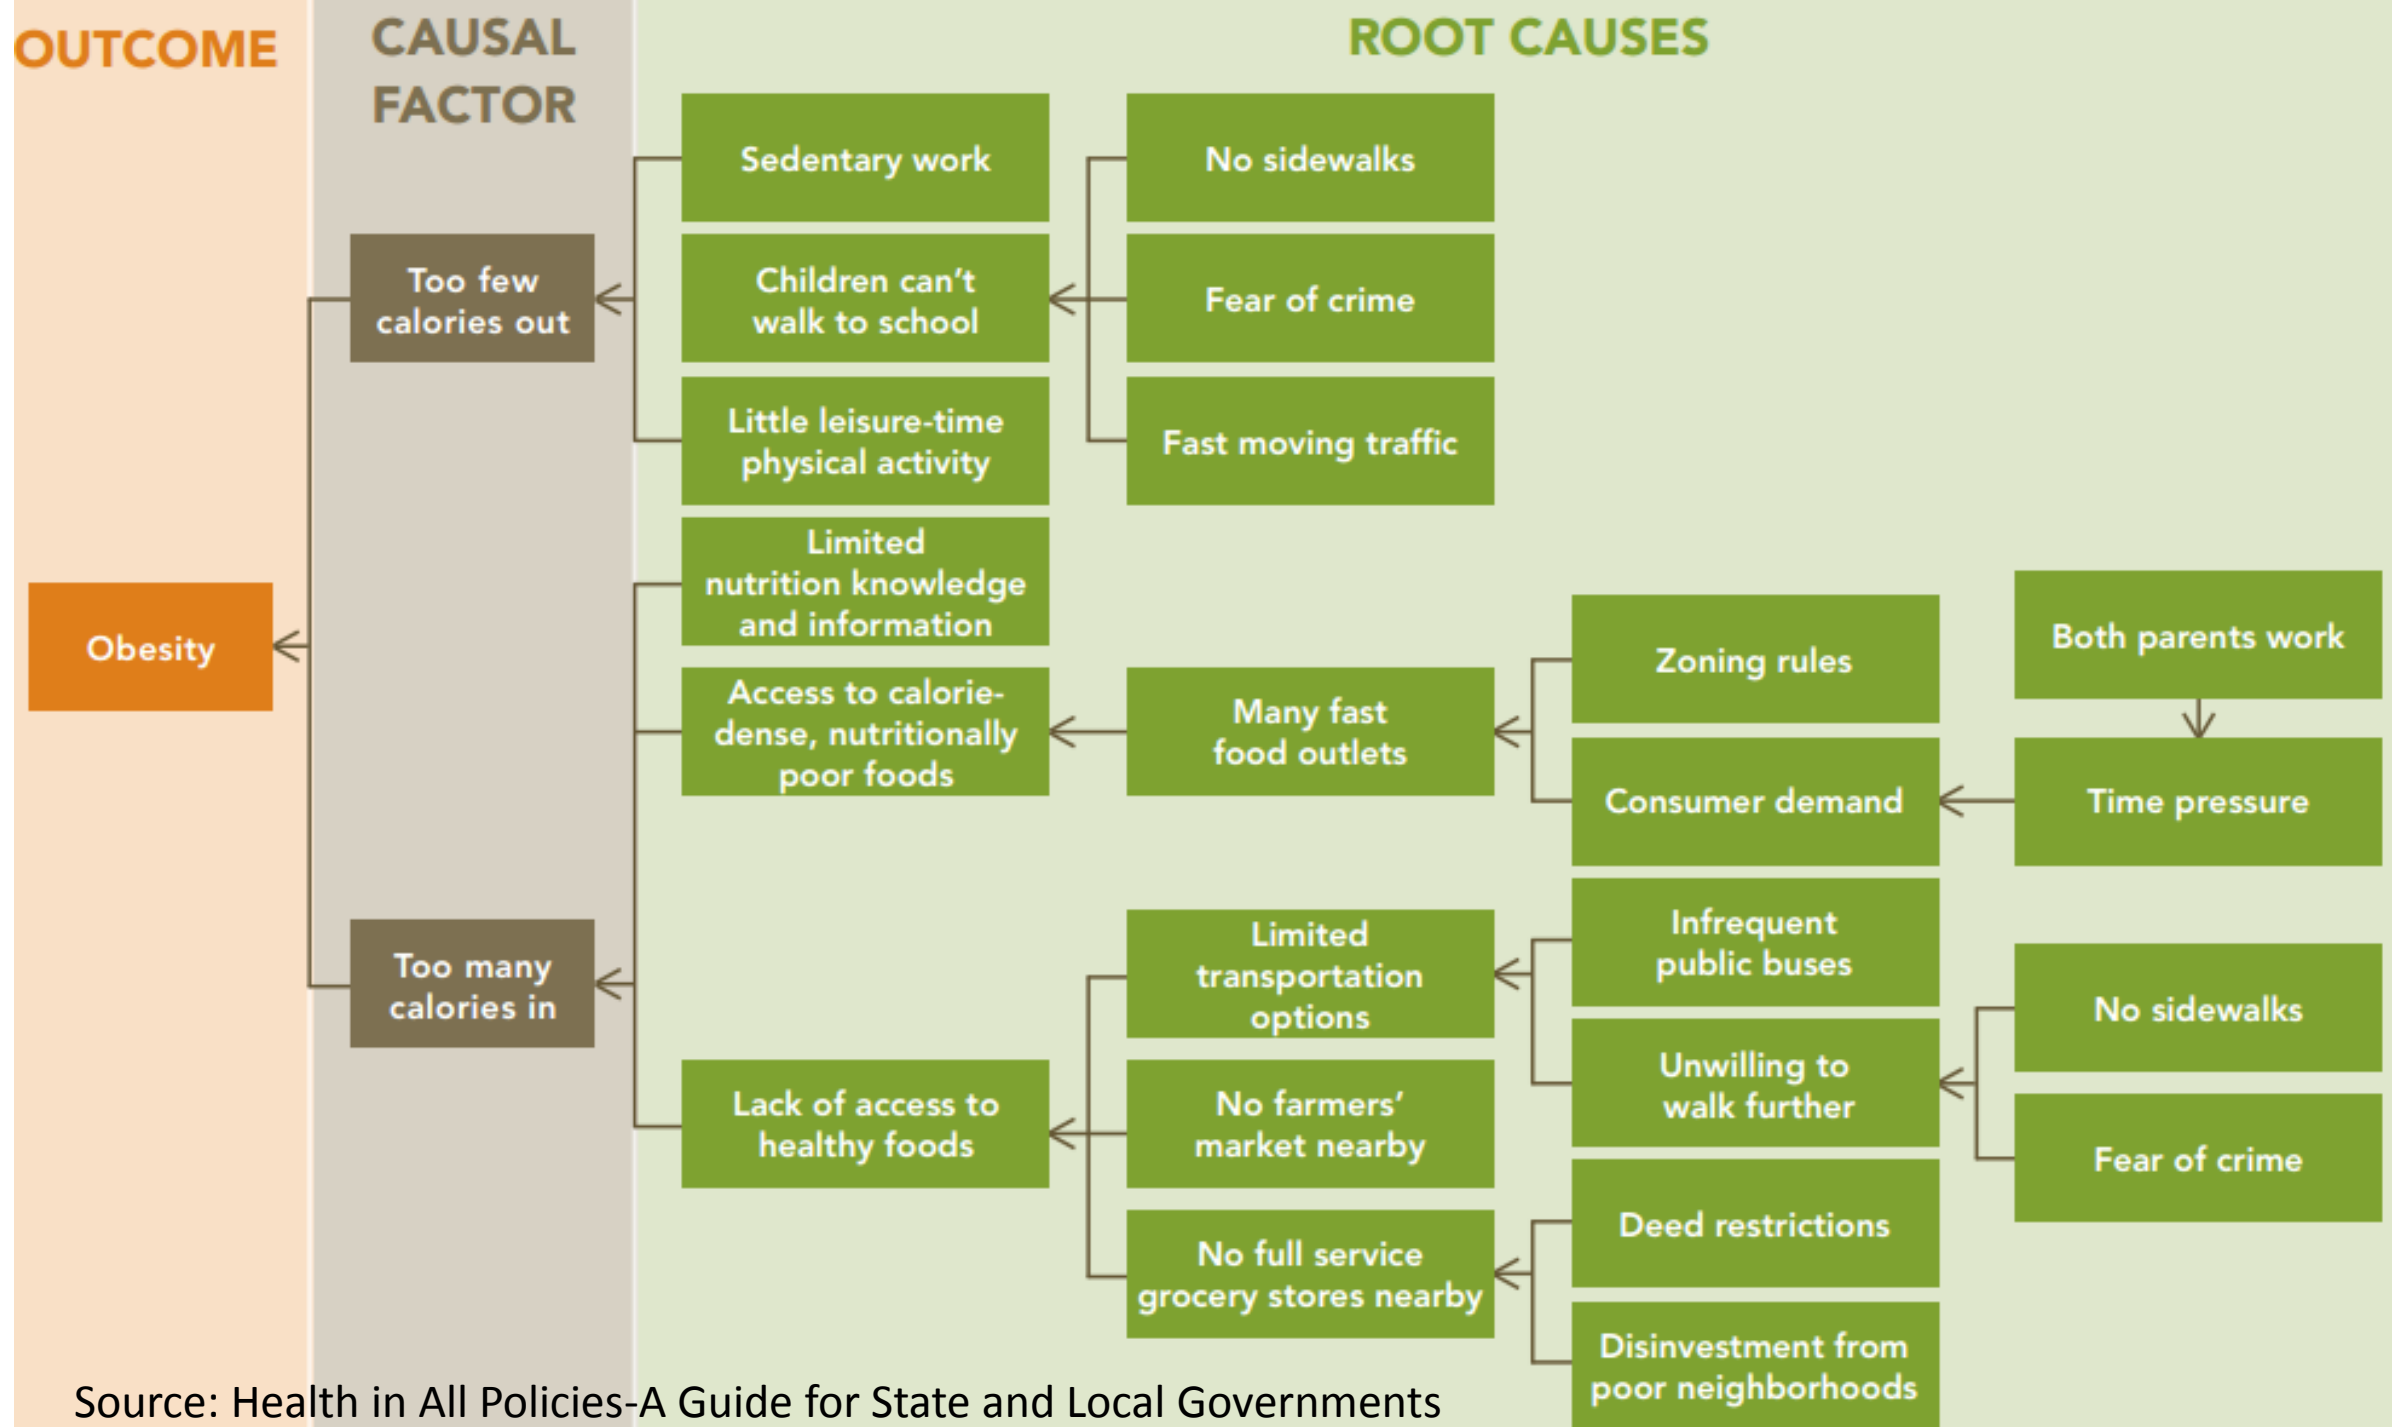 OUTCOME
CAUSAL
FACTOR
ROOT CAUSES
Sedentary work
No sidewalks
Too few
calories out
Children can't
walk to school
Fear of crime
Little leisure-time
physical activity
Fast moving traffic
Limited
nutrition knowledge
and information
Obesity
Access to calorie-
dense, nutritionally
poor foods
Many fast
food outlets
Zoning rules
Both parents work
Consumer demand
Time pressure
Too many
calories in
Limited
transportation
options
Infrequent
public buses
No sidewalks
Unwilling to
walk further
Lack of access to
healthy foods
No farmers'
market nearby
Fear of crime
No full service
grocery stores nearby
Deed restrictions
Disinvestment from
poor neighborhoods
Source: Health in All Policies-A Guide for State and Local Governments